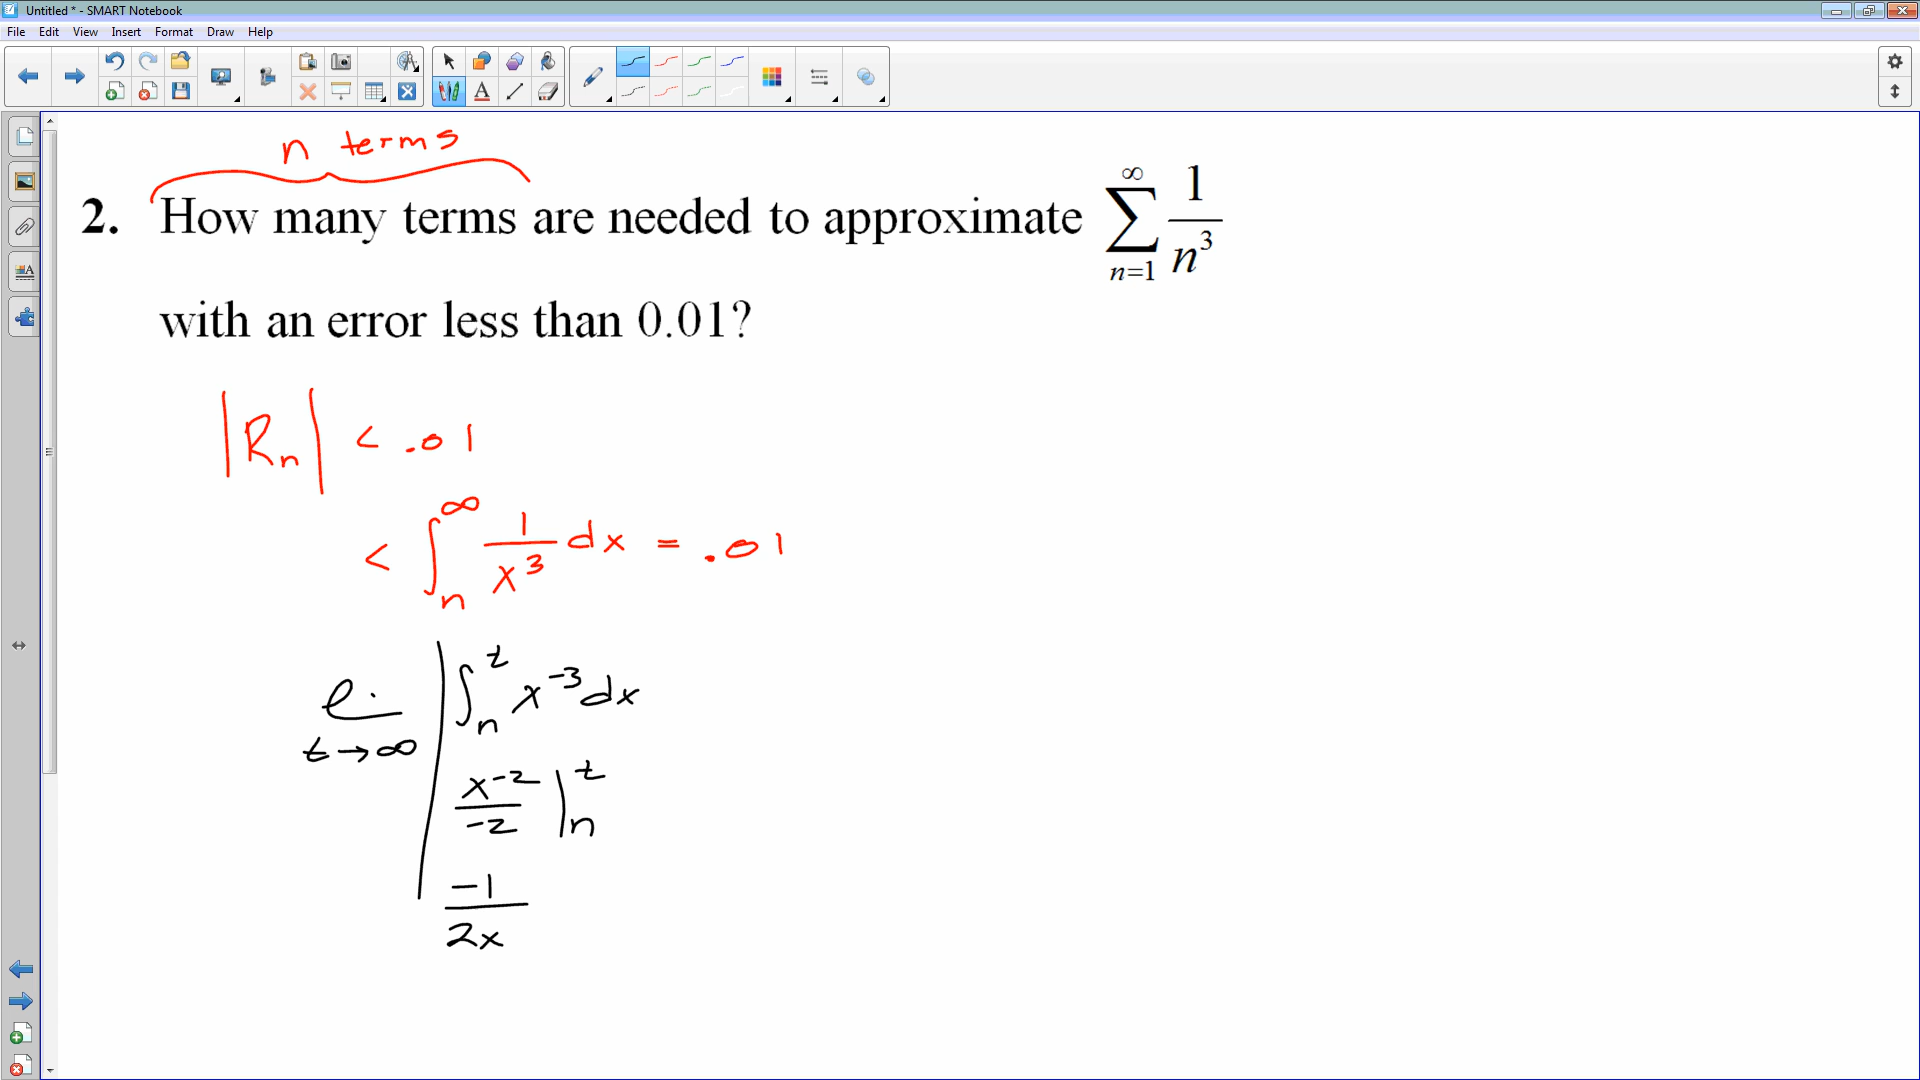 Untitled * - SMART Notebook
File Edit View Insert Format Draw Help
n terms
2. How many terms are needed to approximate ∑_{n=1}^{∞} 1/n³
with an error less than 0.01?
|Rₙ| < .01
< ∫_n^∞ 1/x³ dx = .01
t→∞ ∫_n^t x⁻³ dx
x⁻²/-2 |_n^t
-1/2x